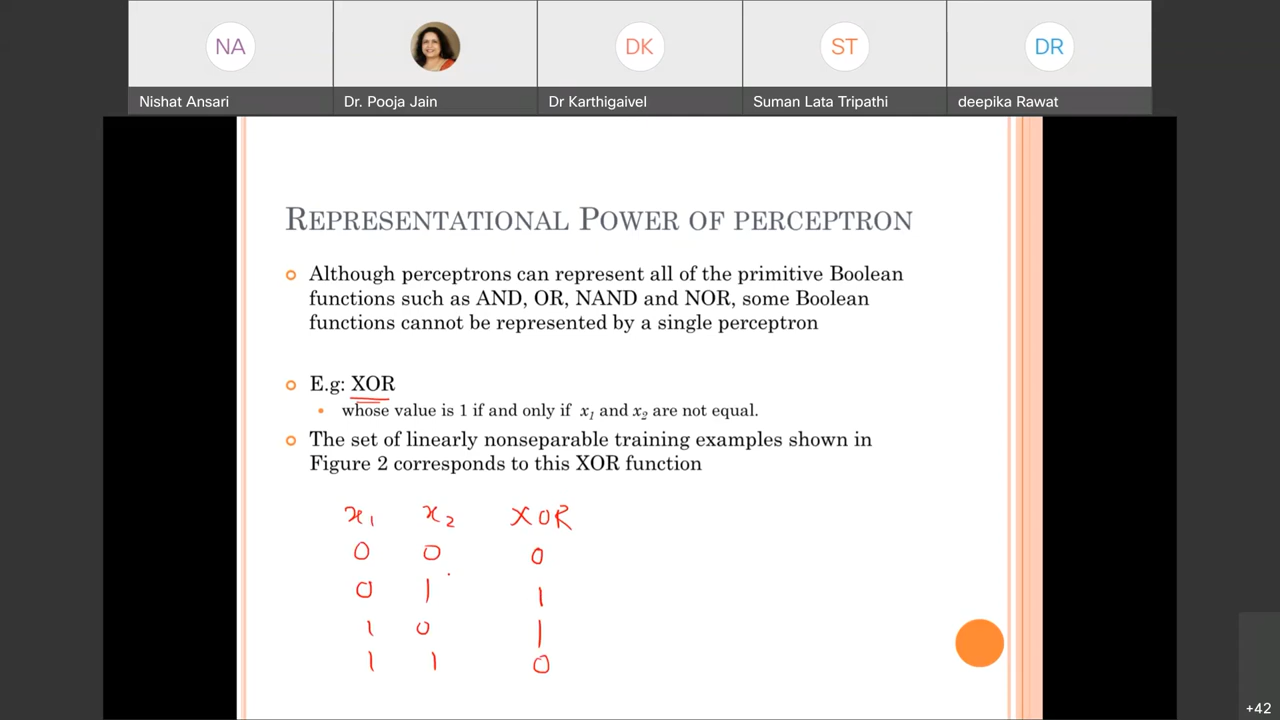 NA
DK
ST
DR
Nishat Ansari
Dr. Pooja Jain
Dr Karthigaivel
Suman Lata Tripathi
deepika Rawat
REPRESENTATIONAL POWER OF PERCEPTRON
Although perceptrons can represent all of the primitive Boolean
functions such as AND, OR, NAND and NOR, some Boolean
functions cannot be represented by a single perceptron
E.g: XOR
whose value is 1 if and only if x₁ and x₂ are not equal.
The set of linearly nonseparable training examples shown in
Figure 2 corresponds to this XOR function
x₁ x₂ XOR
0 0 0
0 1 1
1 0 1
1 1 0
+42